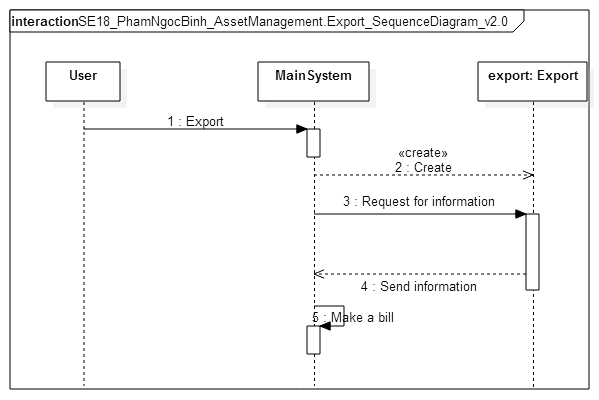 interactionSE18_PhamNgocBinh_AssetManagement.Export_SequenceDiagram_v2.0
User
MainSystem
export: Export
1 : Export
«create»
2 : Create
3 : Request for information
4 : Send information
5 : Make a bill